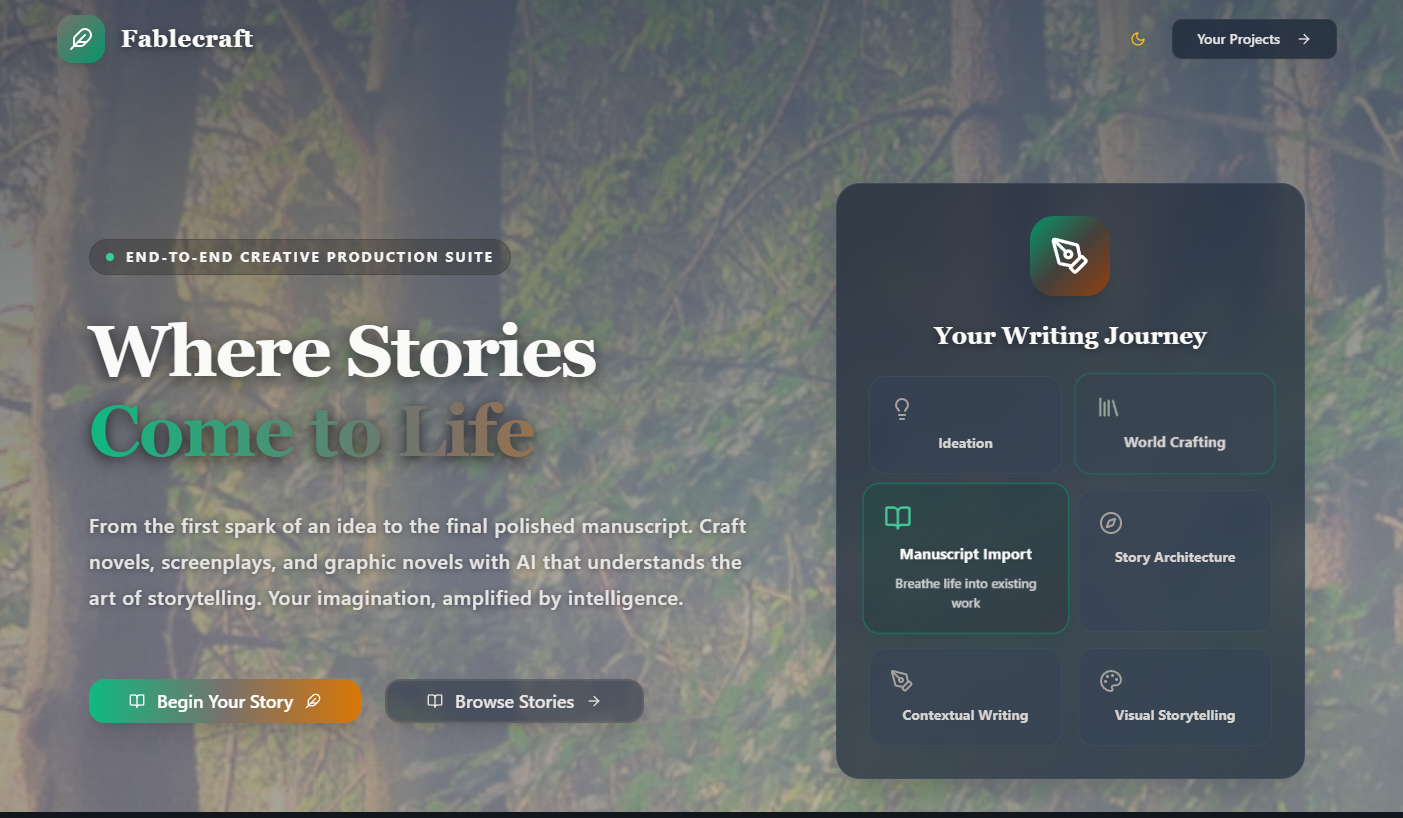 Fablecraft
Your Projects
END-TO-END CREATIVE PRODUCTION SUITE
Where Stories
Come to Life
From the first spark of an idea to the final polished manuscript. Craft
novels, screenplays, and graphic novels with AI that understands the
art of storytelling. Your imagination, amplified by intelligence.
Begin Your Story
Browse Stories
Your Writing Journey
Ideation
World Crafting
Manuscript Import
Breathe life into existing
work
Story Architecture
Contextual Writing
Visual Storytelling